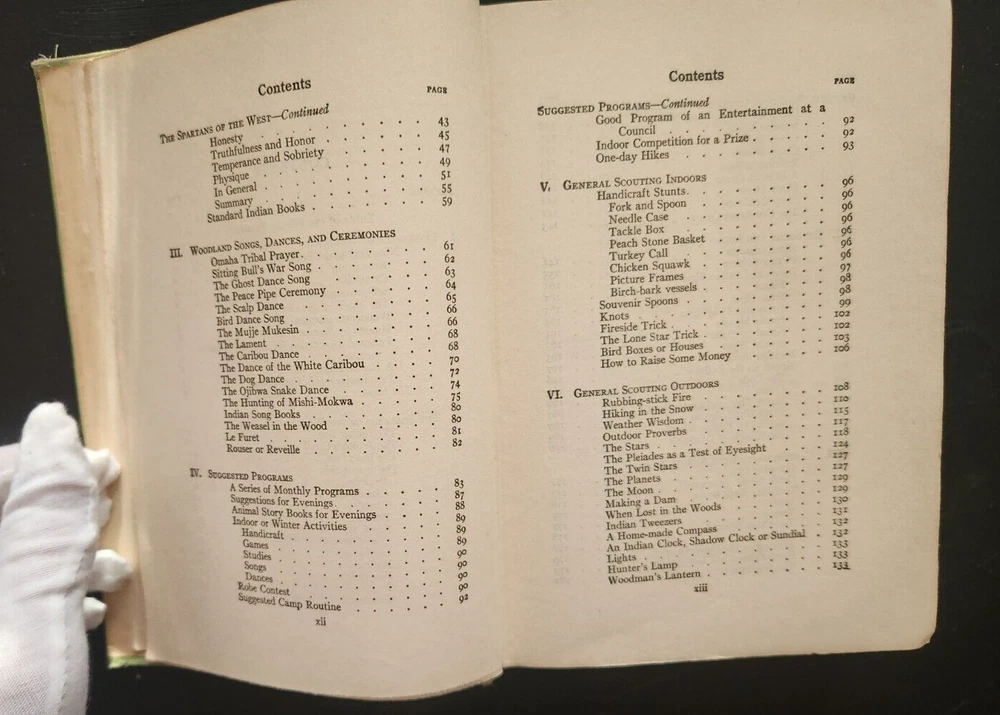 Contents
PAGE
THE SPARTANS OF THE WEST—Continued
Honesty . . . . . . . . 43
Truthfulness and Honor . . . . . . 45
Temperance and Sobriety . . . . . . 47
Physique . . . . . . . . 49
In General . . . . . . . . 51
Summary . . . . . . . . 55
Standard Indian Books . . . . . . 59
III. WOODLAND SONGS, DANCES, AND CEREMONIES
Omaha Tribal Prayer . . . . . . 61
Sitting Bull's War Song . . . . . . 62
The Ghost Dance Song . . . . . . 63
The Peace Pipe Ceremony . . . . . . 64
The Scalp Dance . . . . . . 65
Bird Dance Song . . . . . . 66
The Mujje Mukesin . . . . . . 66
The Lament . . . . . . . 68
The Caribou Dance . . . . . . 68
The Dance of the White Caribou . . . . 70
The Dog Dance . . . . . . . 72
The Ojibwa Snake Dance . . . . . 74
The Hunting of Mishi-Mokwa . . . . . 75
Indian Song Books . . . . . . 80
The Weasel in the Wood . . . . . 80
Le Furet . . . . . . . . 81
Rouser or Reveille . . . . . . 82
IV. SUGGESTED PROGRAMS
A Series of Monthly Programs . . . . 83
Suggestions for Evenings . . . . . 87
Animal Story Books for Evenings . . . . 88
Indoor or Winter Activities . . . . . 89
Handicraft . . . . . . . 89
Games . . . . . . . . 89
Studies . . . . . . . . 90
Songs . . . . . . . . 90
Dances . . . . . . . . 90
Robe Contest . . . . . . . 90
Suggested Camp Routine . . . . . 92
xii
Contents
PAGE
SUGGESTED PROGRAMS—Continued
Good Program of an Entertainment at a
Council . . . . . . . . 92
Indoor Competition for a Prize . . . . 92
One-day Hikes . . . . . . . 93
V. GENERAL SCOUTING INDOORS
Handicraft Stunts . . . . . . 96
Fork and Spoon . . . . . . 96
Needle Case . . . . . . . 96
Tackle Box . . . . . . . 96
Peach Stone Basket . . . . . 96
Turkey Call . . . . . . . 96
Chicken Squawk . . . . . . 96
Picture Frames . . . . . . 97
Birch-bark vessels . . . . . . 98
Souvenir Spoons . . . . . . 98
Knots . . . . . . . . 99
Fireside Trick . . . . . . . 102
The Lone Star Trick . . . . . . 102
Bird Boxes or Houses . . . . . . 103
How to Raise Some Money . . . . . 106
VI. GENERAL SCOUTING OUTDOORS
Rubbing-stick Fire . . . . . . 108
Hiking in the Snow . . . . . . 110
Weather Wisdom . . . . . . 115
Outdoor Proverbs . . . . . . 117
The Stars . . . . . . . . 118
The Pleiades as a Test of Eyesight . . . 124
The Twin Stars . . . . . . 127
The Planets . . . . . . . 127
The Moon . . . . . . . . 129
Making a Dam . . . . . . . 129
When Lost in the Woods . . . . . 130
Indian Tweezers . . . . . . 131
A Home-made Compass . . . . . 132
An Indian Clock, Shadow Clock or Sundial . 132
Lights . . . . . . . . 133
Hunter's Lamp . . . . . . 133
Woodman's Lantern . . . . . . 133
xiii